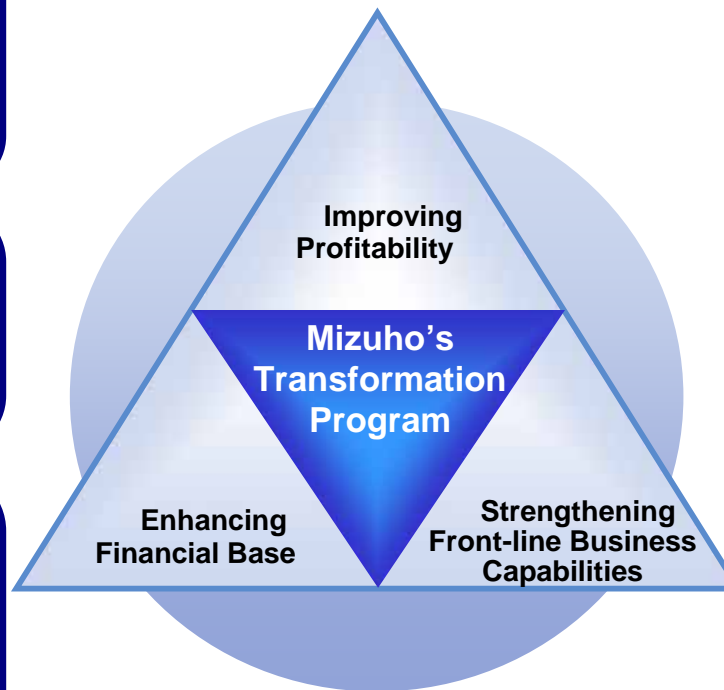 Improving
Profitability
Mizuho's
Transformation
Program
Enhancing
Financial Base
Strengthening
Front-line Business
Capabilities